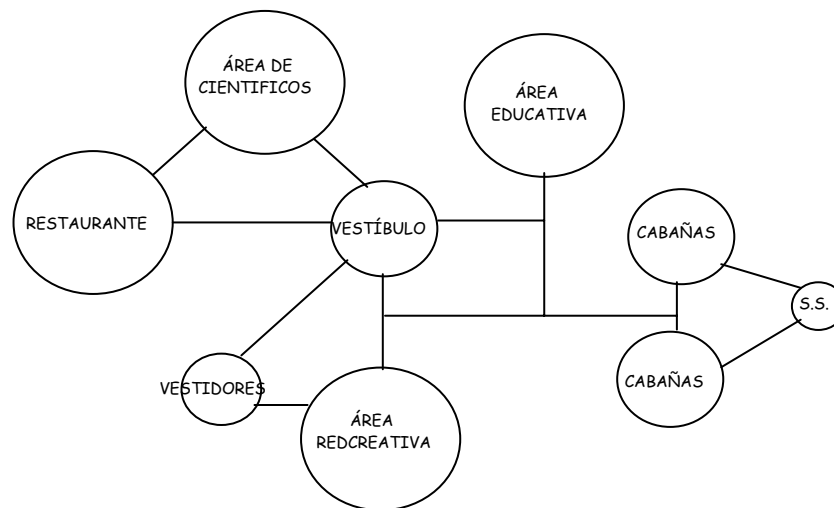 ÁREA DE
CIENTIFICOS
ÁREA
EDUCATIVA
RESTAURANTE
VESTÍBULO
CABAÑAS
S.S.
VESTIDORES
CABAÑAS
ÁREA
REDCREATIVA